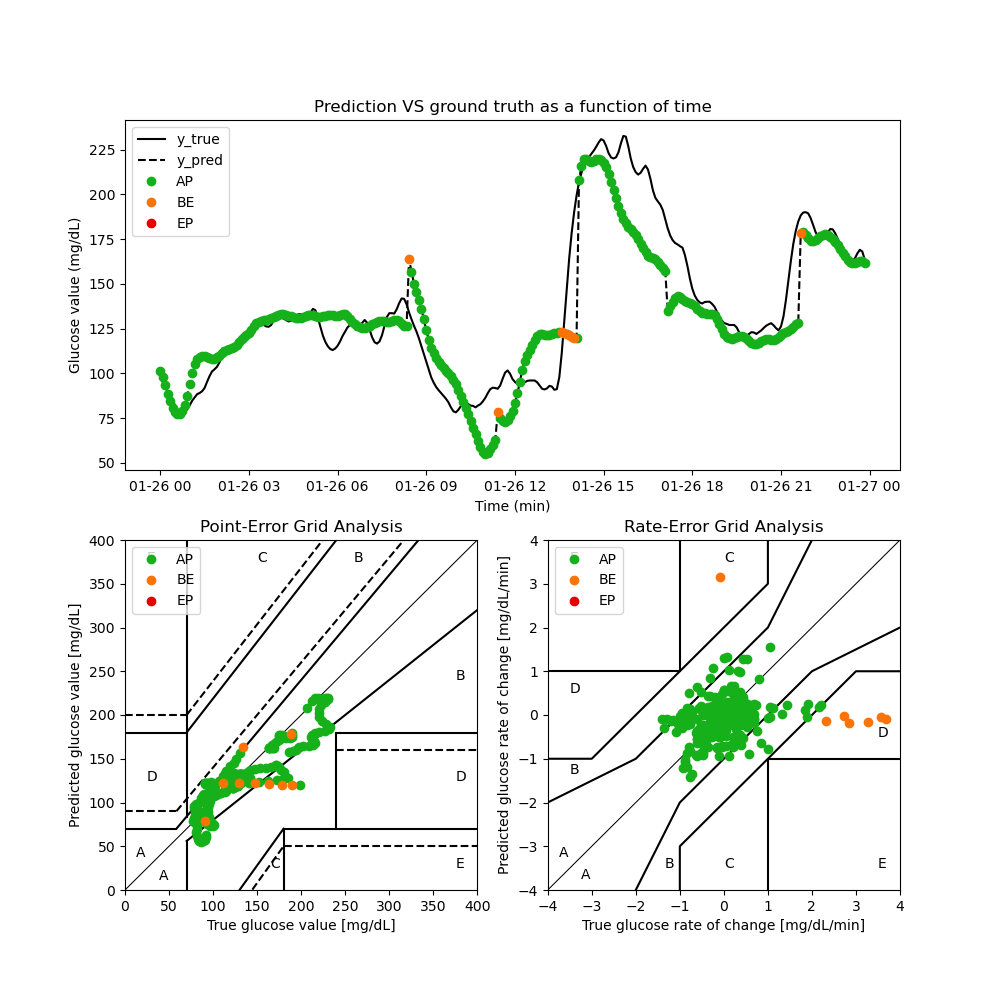 Prediction VS ground truth as a function of time
y_true
y_pred
AP
BE
EP
Glucose value (mg/dL)
225
200
175
150
125
100
75
50
01-26 00 01-26 03 01-26 06 01-26 09 01-26 12 01-26 15 01-26 18 01-26 21 01-27 00
Time (min)
Point-Error Grid Analysis
AP
BE
EP
C
B
B
D
D
A
A
C
E
Predicted glucose value [mg/dL]
400
350
300
250
200
150
100
50
0
0 50 100 150 200 250 300 350 400
True glucose value [mg/dL]
Rate-Error Grid Analysis
AP
BE
EP
C
D
D
B
A
A
B
C
E
Predicted glucose rate of change [mg/dL/min]
4
3
2
1
0
−1
−2
−3
−4
−4 −3 −2 −1 0 1 2 3 4
True glucose rate of change [mg/dL/min]